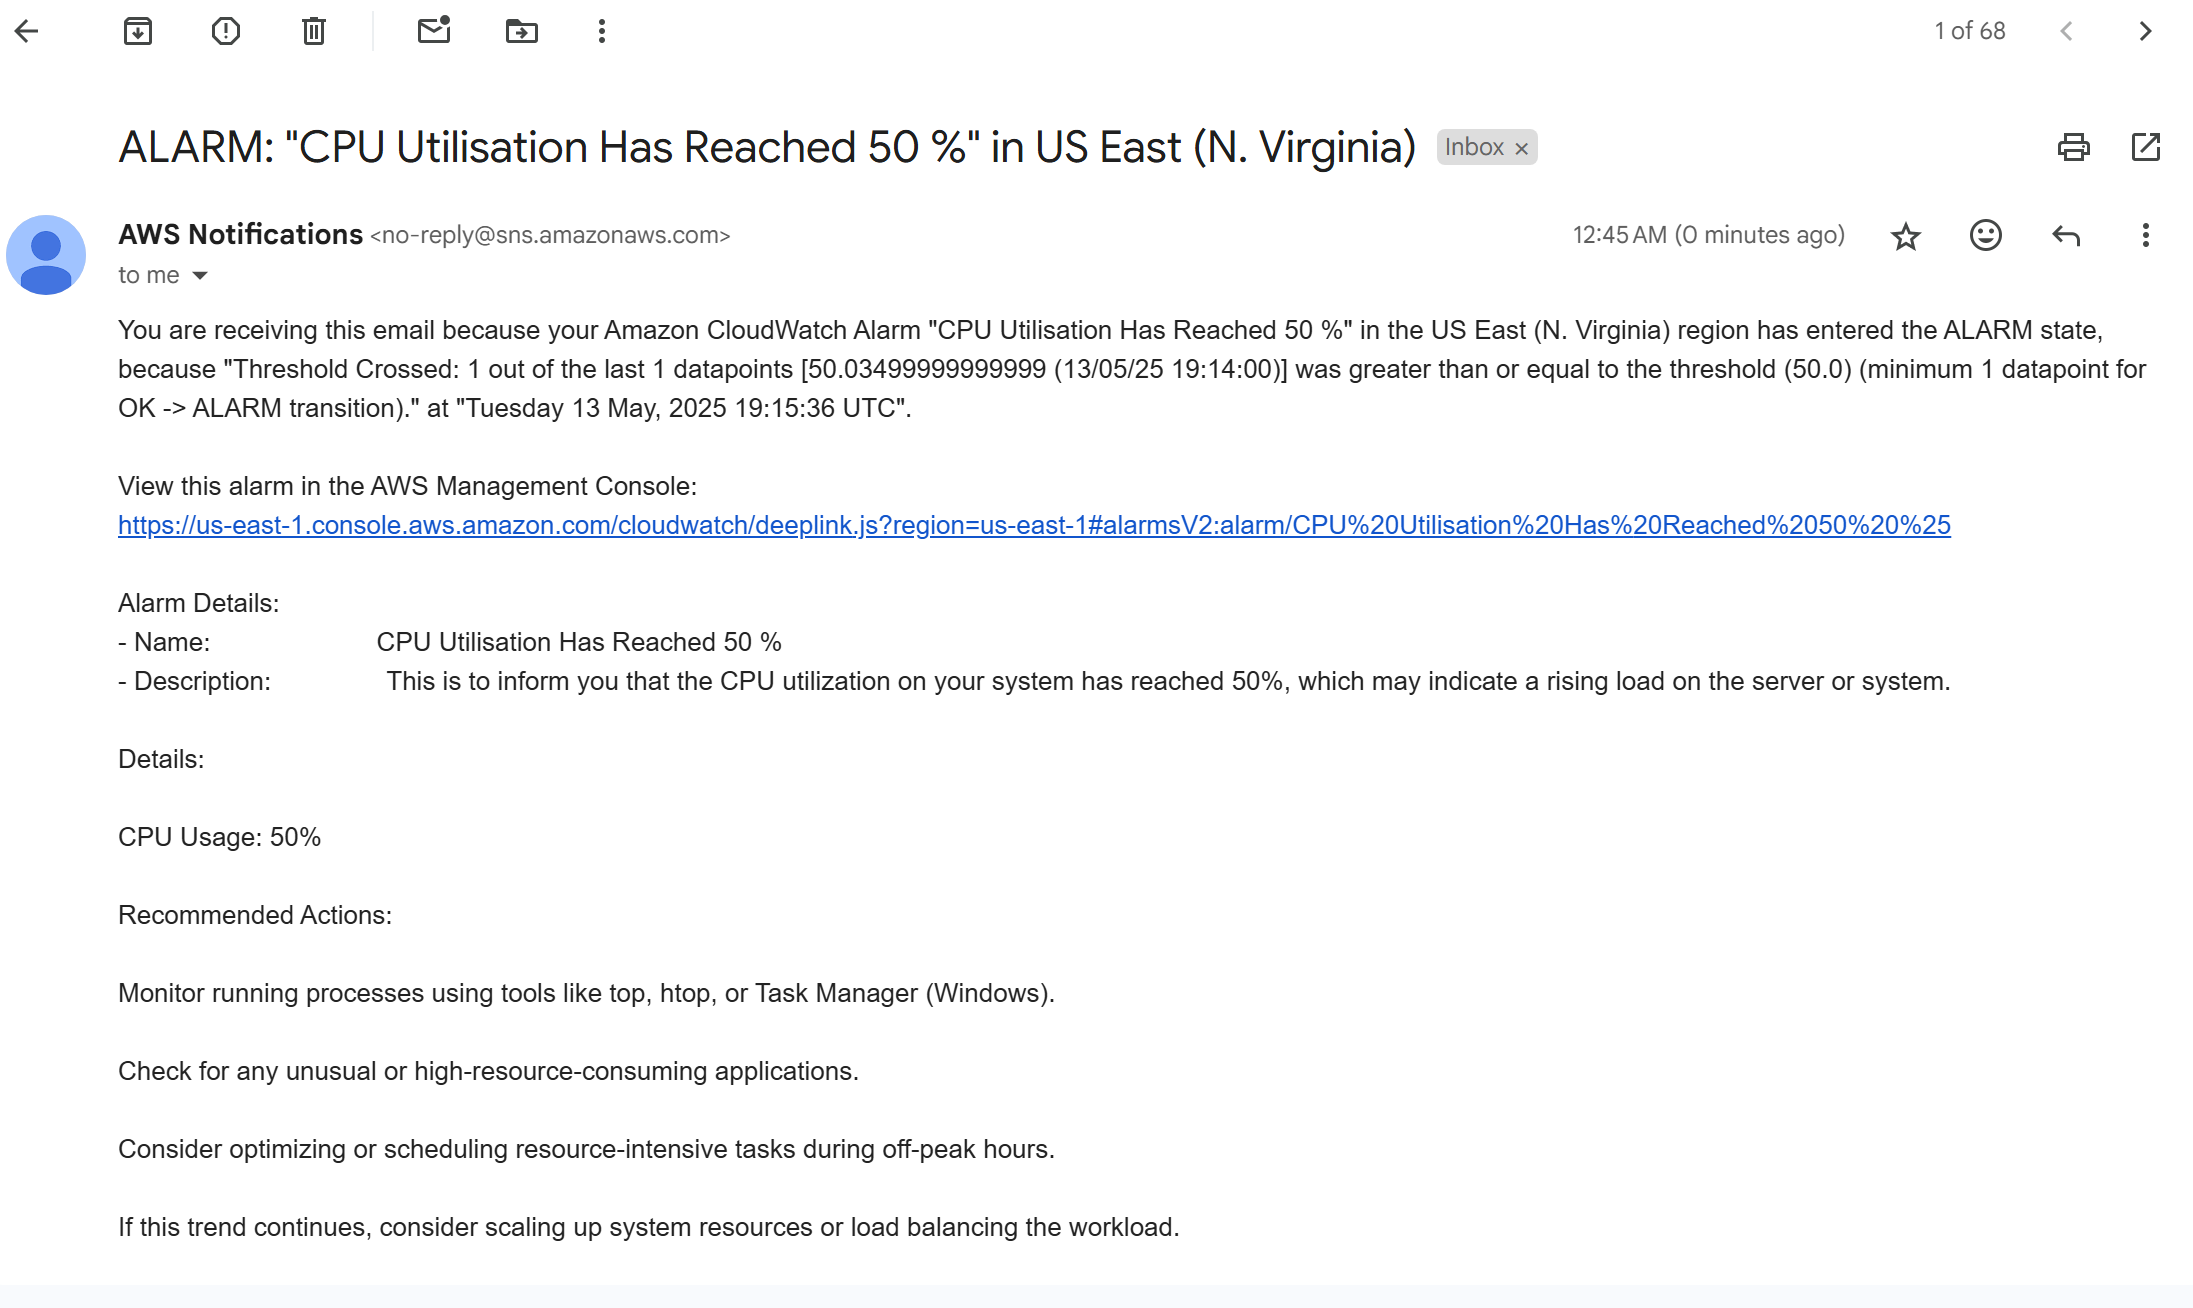 1 of 68
ALARM: "CPU Utilisation Has Reached 50 %" in US East (N. Virginia) Inbox ×
AWS Notifications <no-reply@sns.amazonaws.com> 12:45 AM (0 minutes ago)
to me
You are receiving this email because your Amazon CloudWatch Alarm "CPU Utilisation Has Reached 50 %" in the US East (N. Virginia) region has entered the ALARM state,
because "Threshold Crossed: 1 out of the last 1 datapoints [50.03499999999999 (13/05/25 19:14:00)] was greater than or equal to the threshold (50.0) (minimum 1 datapoint for
OK -> ALARM transition)." at "Tuesday 13 May, 2025 19:15:36 UTC".
View this alarm in the AWS Management Console:
https://us-east-1.console.aws.amazon.com/cloudwatch/deeplink.js?region=us-east-1#alarmsV2:alarm/CPU%20Utilisation%20Has%20Reached%2050%20%25
Alarm Details:
- Name: CPU Utilisation Has Reached 50 %
- Description: This is to inform you that the CPU utilization on your system has reached 50%, which may indicate a rising load on the server or system.
Details:
CPU Usage: 50%
Recommended Actions:
Monitor running processes using tools like top, htop, or Task Manager (Windows).
Check for any unusual or high-resource-consuming applications.
Consider optimizing or scheduling resource-intensive tasks during off-peak hours.
If this trend continues, consider scaling up system resources or load balancing the workload.